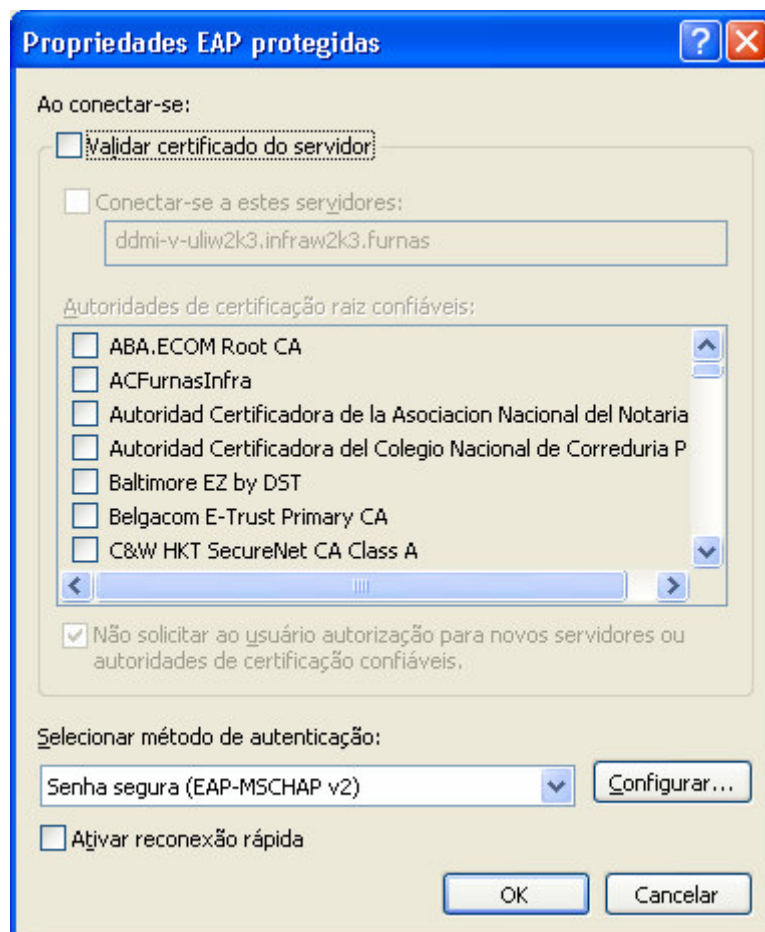 Propriedades EAP protegidas
Ao conectar-se:
Validar certificado do servidor
Conectar-se a estes servidores:
ddmi-v-uliw2k3.infraw2k3.furnas
Autoridades de certificação raiz confiáveis:
ABA.ECOM Root CA
ACFurnasInfra
Autoridad Certificadora de la Asociacion Nacional del Notaria
Autoridad Certificadora del Colegio Nacional de Correduria P
Baltimore EZ by DST
Belgacom E-Trust Primary CA
C&W HKT SecureNet CA Class A
Não solicitar ao usuário autorização para novos servidores ou
autoridades de certificação confiáveis.
Selecionar método de autenticação:
Senha segura (EAP-MSCHAP v2)
Configurar...
Ativar reconexão rápida
OK
Cancelar